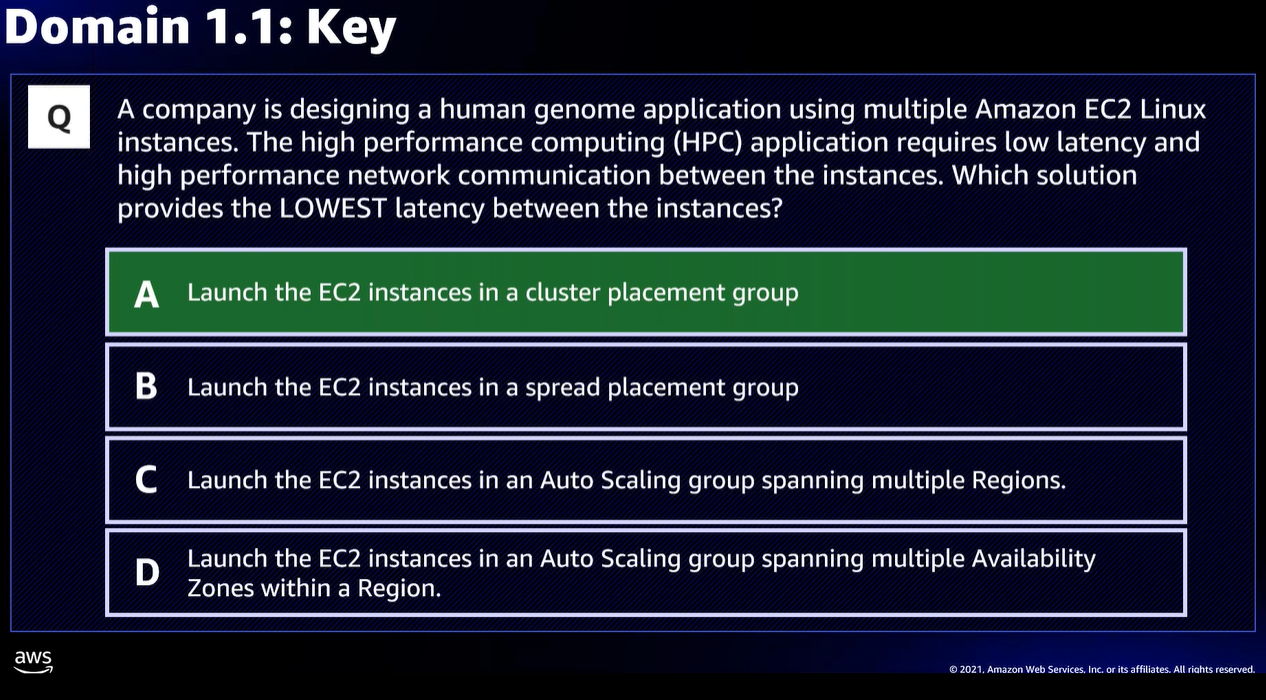 Domain 1.1: Key
Q
A company is designing a human genome application using multiple Amazon EC2 Linux
instances. The high performance computing (HPC) application requires low latency and
high performance network communication between the instances. Which solution
provides the LOWEST latency between the instances?
A
Launch the EC2 instances in a cluster placement group
B
Launch the EC2 instances in a spread placement group
C
Launch the EC2 instances in an Auto Scaling group spanning multiple Regions.
D
Launch the EC2 instances in an Auto Scaling group spanning multiple Availability
Zones within a Region.
aws
© 2021, Amazon Web Services, Inc. or its affiliates. All rights reserved.